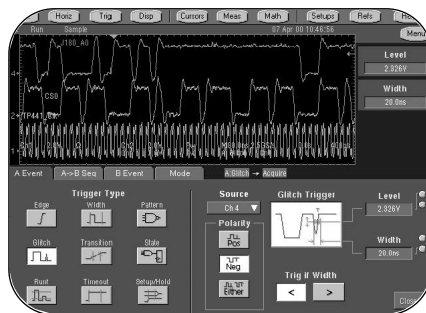 Horiz Trig Disp Cursors Meas Math Setups Refs
Run Sample 07 Apr 00 10:46:56
Menu
J180_A0
Level
2.326V
CS0
Width
20.0ns
TP441_
A Event A->B Seq B Event Mode A Glitch → Acquire
Trigger Type
Edge Width Pattern
Glitch Transition State
Runt Timeout Setup/Hold
Source
Ch 4
Polarity
Pos
Neg
Either
Glitch Trigger
Trig if Width
< >
Level
2.326V
Width
20.0ns
Close